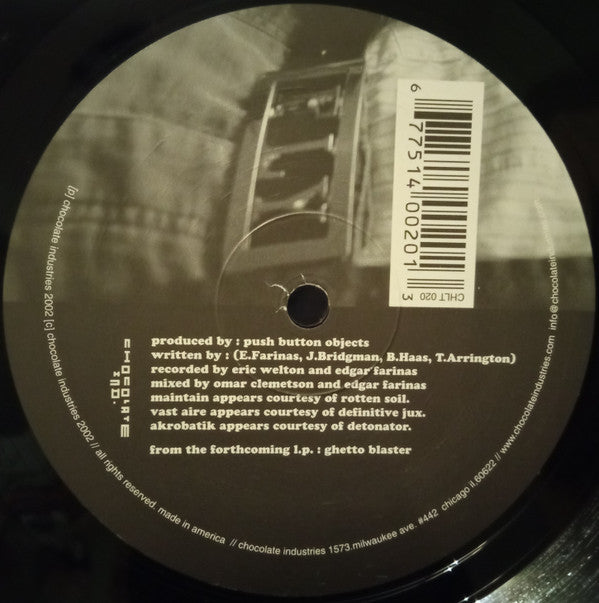 6 77514 00201 3
CHLT 020
produced by : push button objects
written by : (E.Farinas, J.Bridgman, B.Haas, T.Arrington)
recorded by eric welton and edgar farinas
mixed by omar clemetson and edgar farinas
maintain appears courtesy of rotten soil.
vast aire appears courtesy of definitive jux.
akrobatik appears courtesy of detonator.
from the forthcoming l.p. : ghetto blaster
CHOCOLATE
IND.
[p] chocolate industries 2002 [c] chocolate industries 2002 // all rights reserved. made in america // chocolate industries 1573.milwaukee ave. #442 chicago il.60622 // www.chocolateindustries.com info@chocolateindustries.com